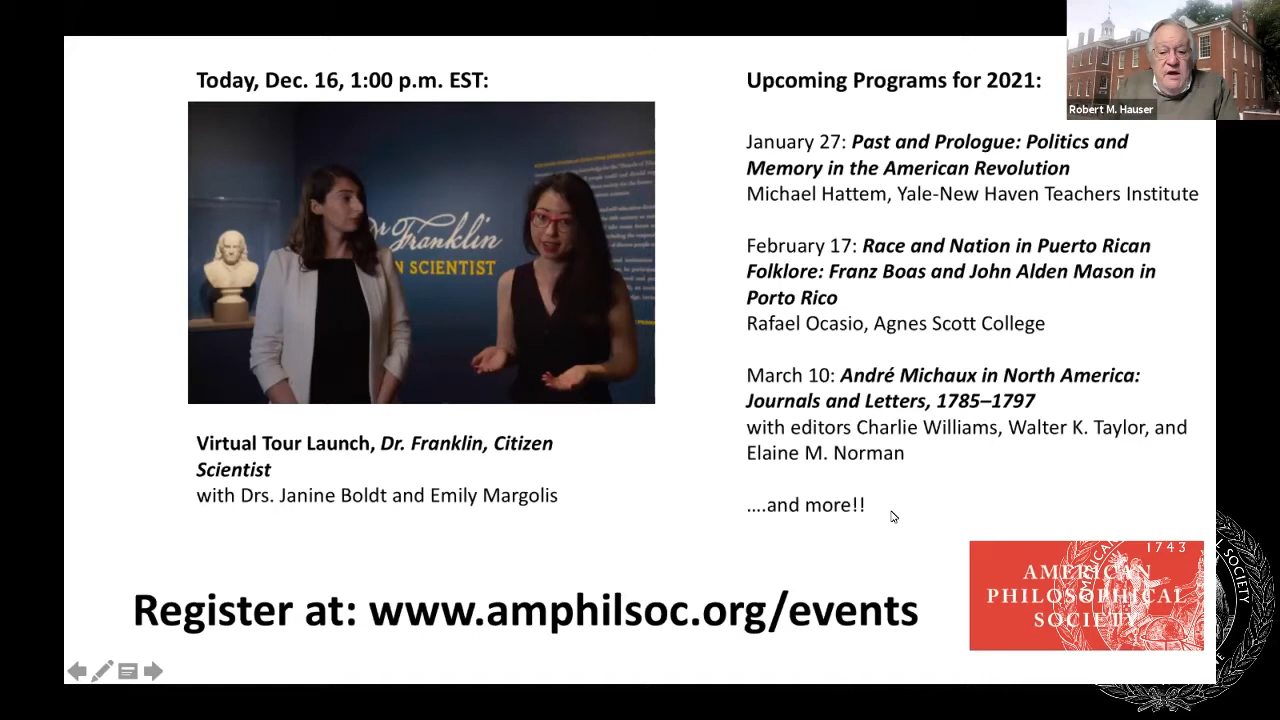 Today, Dec. 16, 1:00 p.m. EST:
Dr Franklin
N SCIENTIST
Virtual Tour Launch, Dr. Franklin, Citizen
Scientist
with Drs. Janine Boldt and Emily Margolis
Upcoming Programs for 2021:
January 27: Past and Prologue: Politics and
Memory in the American Revolution
Michael Hattem, Yale-New Haven Teachers Institute
February 17: Race and Nation in Puerto Rican
Folklore: Franz Boas and John Alden Mason in
Porto Rico
Rafael Ocasio, Agnes Scott College
March 10: André Michaux in North America:
Journals and Letters, 1785–1797
with editors Charlie Williams, Walter K. Taylor, and
Elaine M. Norman
….and more!!
Robert M. Hauser
Register at: www.amphilsoc.org/events
1743
AMERICAN
PHILOSOPHICAL
SOCIETY
SOCIETY